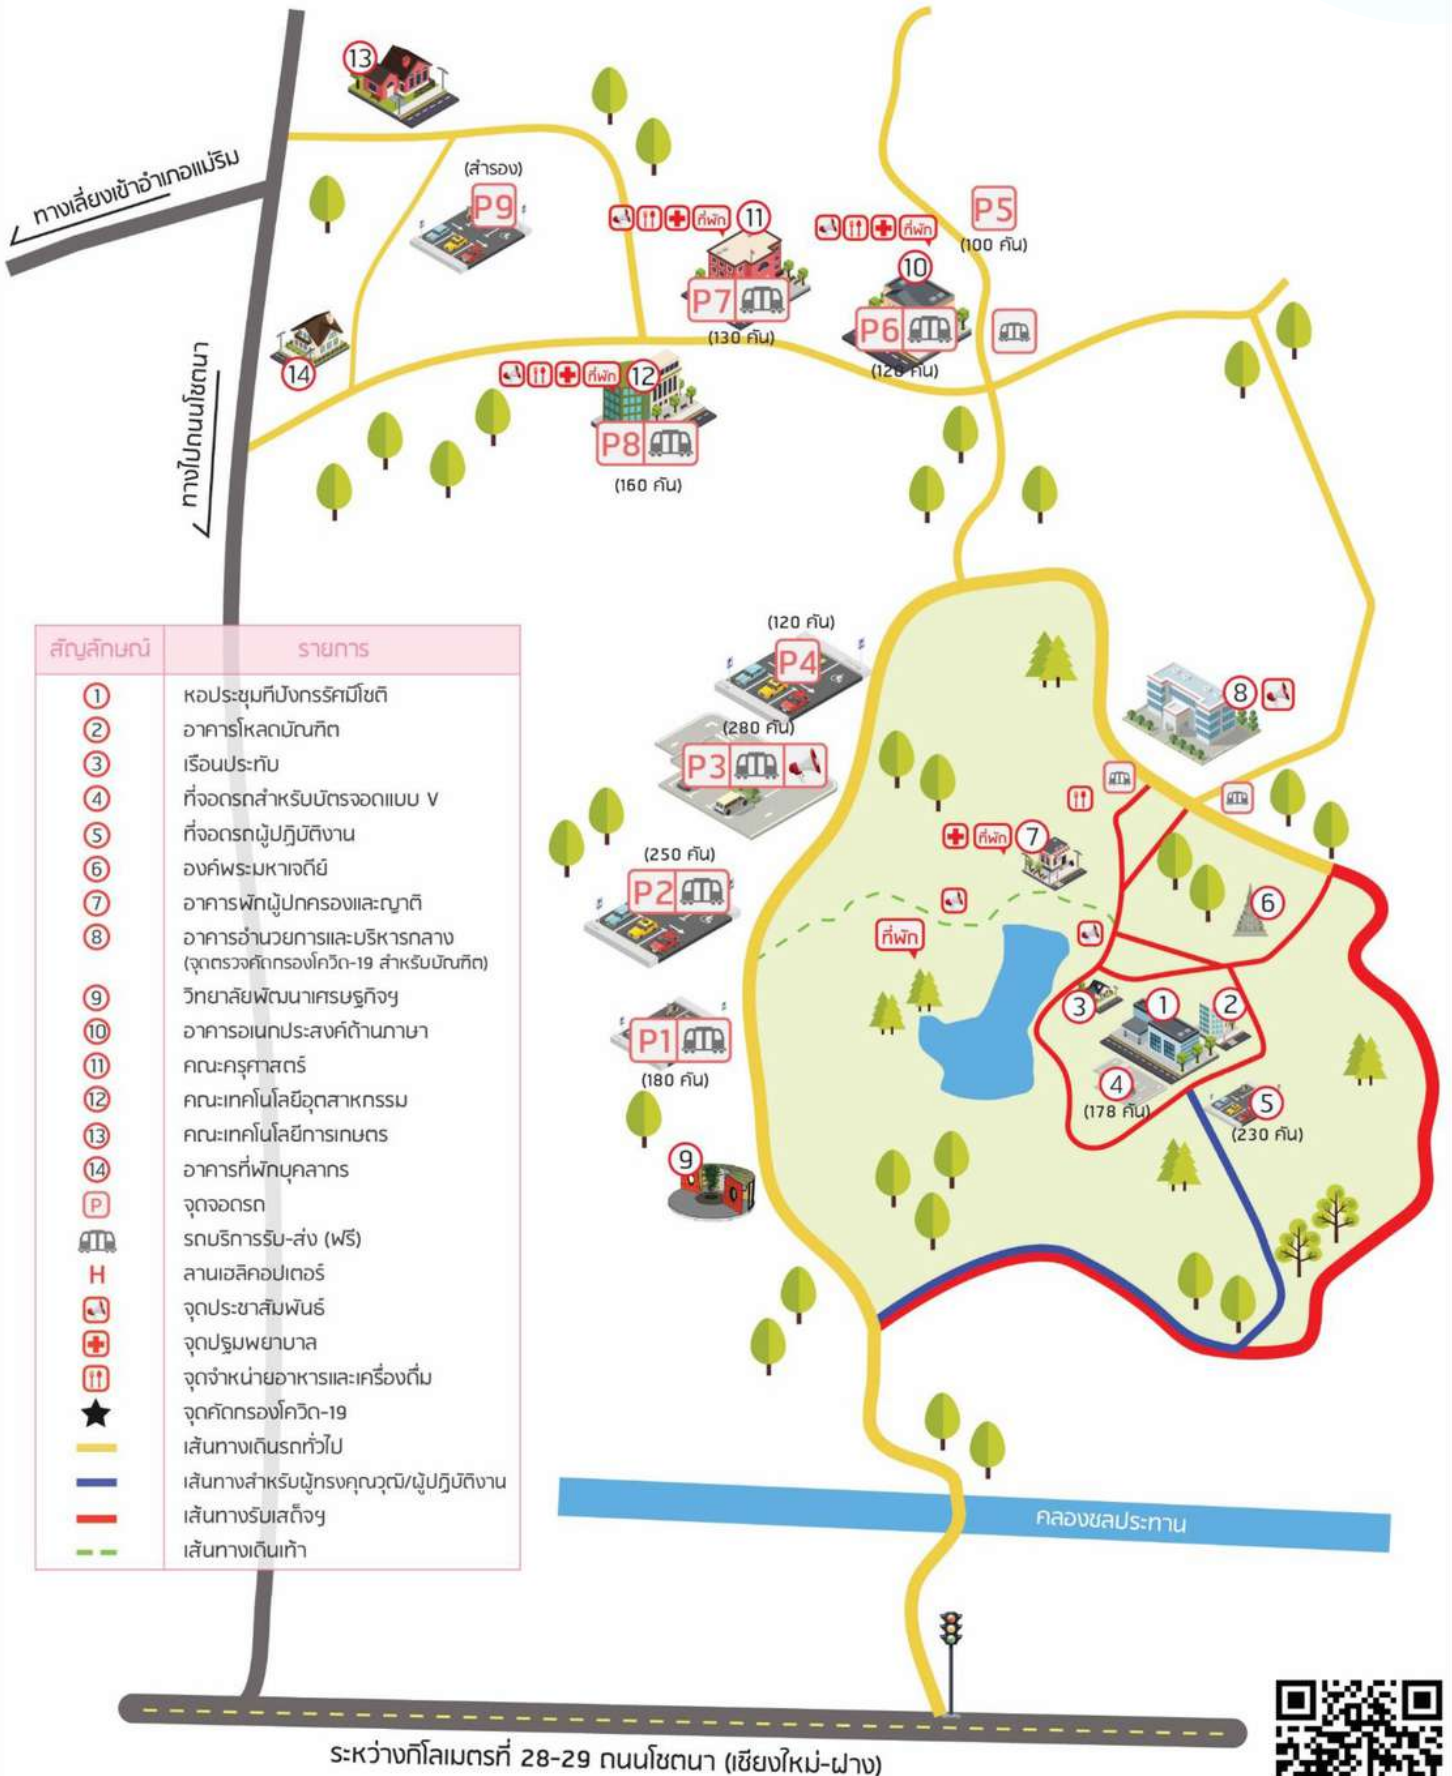 13
ทางเลี่ยงเข้าอำเภอแม่ริม
(สำรอง)
P9
ที่พัก 11
ที่พัก
P5
(100 คัน)
10
P7
(130 คัน)
P6
(120 คัน)
14
ทางไปถนนโชตนา
ที่พัก 12
P8
(160 คัน)
(120 คัน)
P4
(280 คัน)
P3
8
(250 คัน)
P2
ที่พัก 7
6
ที่พัก
3
1
2
P1
(180 คัน)
4
(178 คัน)
5
(230 คัน)
9
สัญลักษณ์ รายการ
1 หอประชุมทีปังกรรัศมีโชติ
2 อาคารโหลดบัณฑิต
3 เรือนประทับ
4 ที่จอดรถสำหรับบัตรจอดแบบ V
5 ที่จอดรถผู้ปฏิบัติงาน
6 องค์พระมหาเจดีย์
7 อาคารพักผู้ปกครองและญาติ
8 อาคารอำนวยการและบริหารกลาง
(จุดตรวจคัดกรองโควิด-19 สำหรับบัณฑิต)
9 วิทยาลัยพัฒนาเศรษฐกิจฯ
10 อาคารอเนกประสงค์ด้านภาษา
11 คณะครุศาสตร์
12 คณะเทคโนโลยีอุตสาหกรรม
13 คณะเทคโนโลยีการเกษตร
14 อาคารที่พักบุคลากร
P จุดจอดรถ
รถบริการรับ-ส่ง (ฟรี)
H ลานเฮลิคอปเตอร์
จุดประชาสัมพันธ์
จุดปฐมพยาบาล
จุดจำหน่ายอาหารและเครื่องดื่ม
จุดคัดกรองโควิด-19
เส้นทางเดินรถทั่วไป
เส้นทางสำหรับผู้ทรงคุณวุฒิ/ผู้ปฏิบัติงาน
เส้นทางรับเสด็จฯ
เส้นทางเดินเท้า
คลองชลประทาน
ระหว่างกิโลเมตรที่ 28-29 ถนนโชตนา (เชียงใหม่-ฝาง)